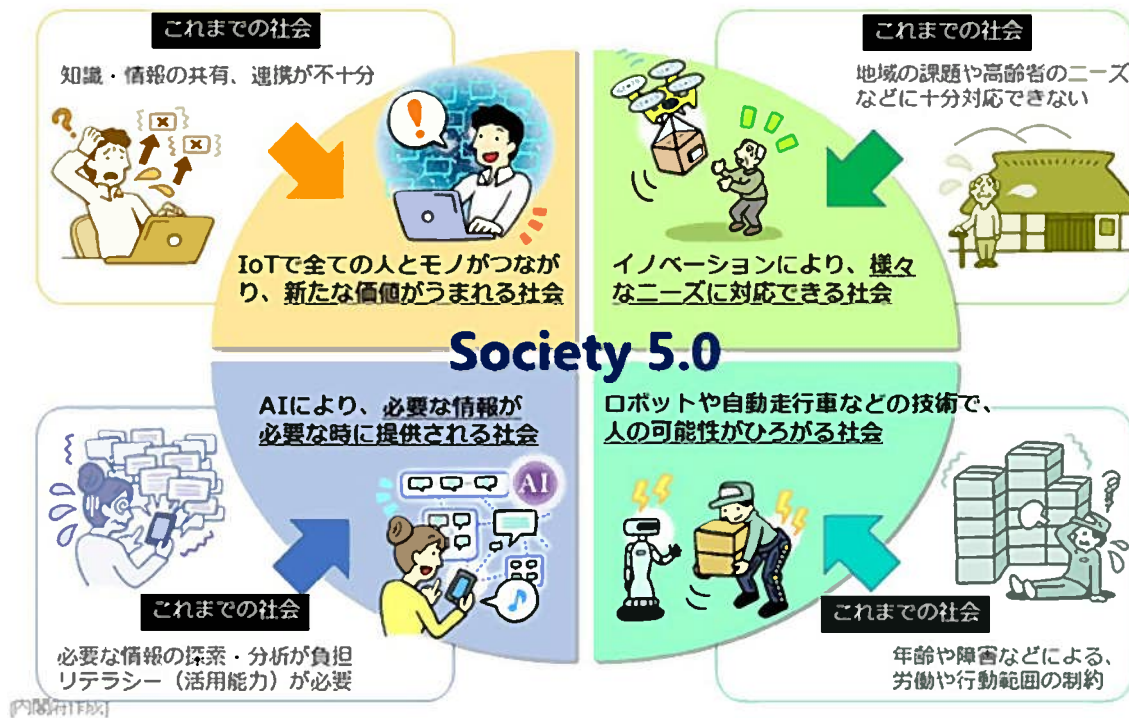 これまでの社会
知識・情報の共有、連携が不十分
IoTで全ての人とモノがつなが
り、新たな価値がうまれる社会
これまでの社会
地域の課題や高齢者のニーズ
などに十分対応できない
イノベーションにより、様々
なニーズに対応できる社会
Society 5.0
AIにより、必要な情報が
必要な時に提供される社会
AI
これまでの社会
必要な情報の探索・分析が負担
リテラシー（活用能力）が必要
ロボットや自動走行車などの技術で、
人の可能性がひろがる社会
これまでの社会
年齢や障害などによる、
労働や行動範囲の制約
[内閣府作成]